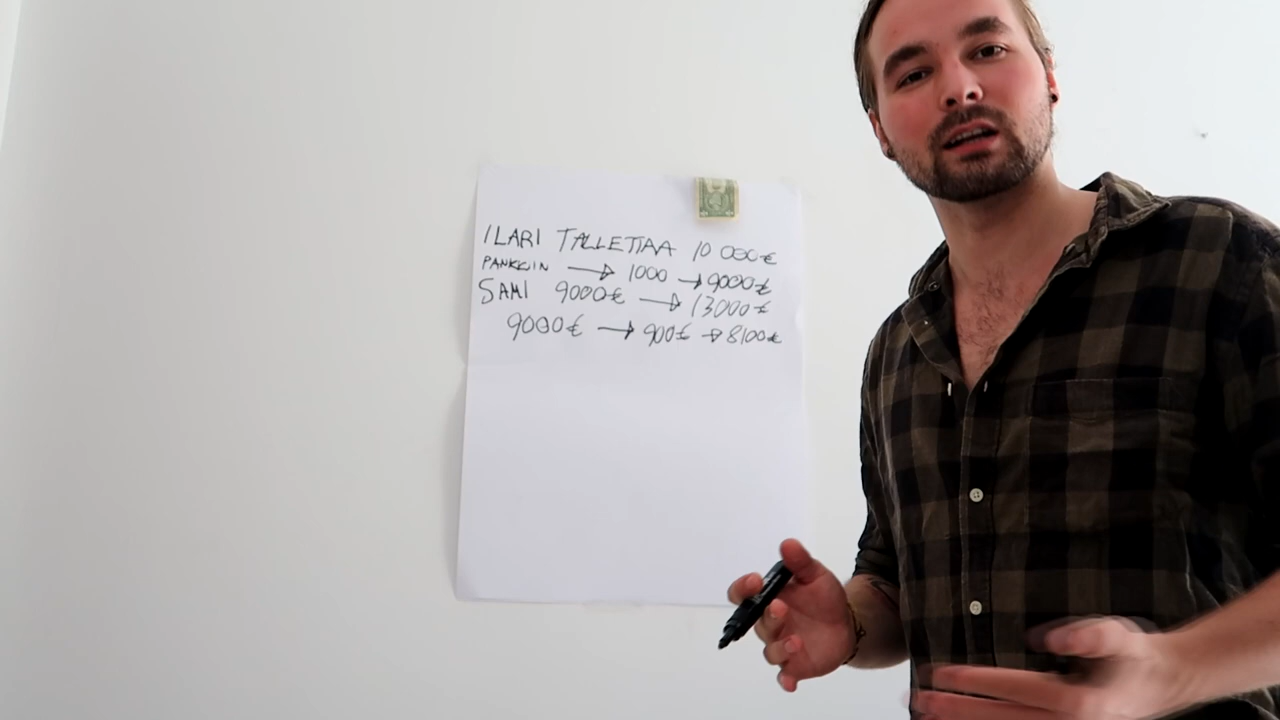 ILARI TALLETTAA 10 000€
PANKKIIN → 1000 → 9000€
SAMI 9000€ → 13000€
9000€ → 900€ → 8100€